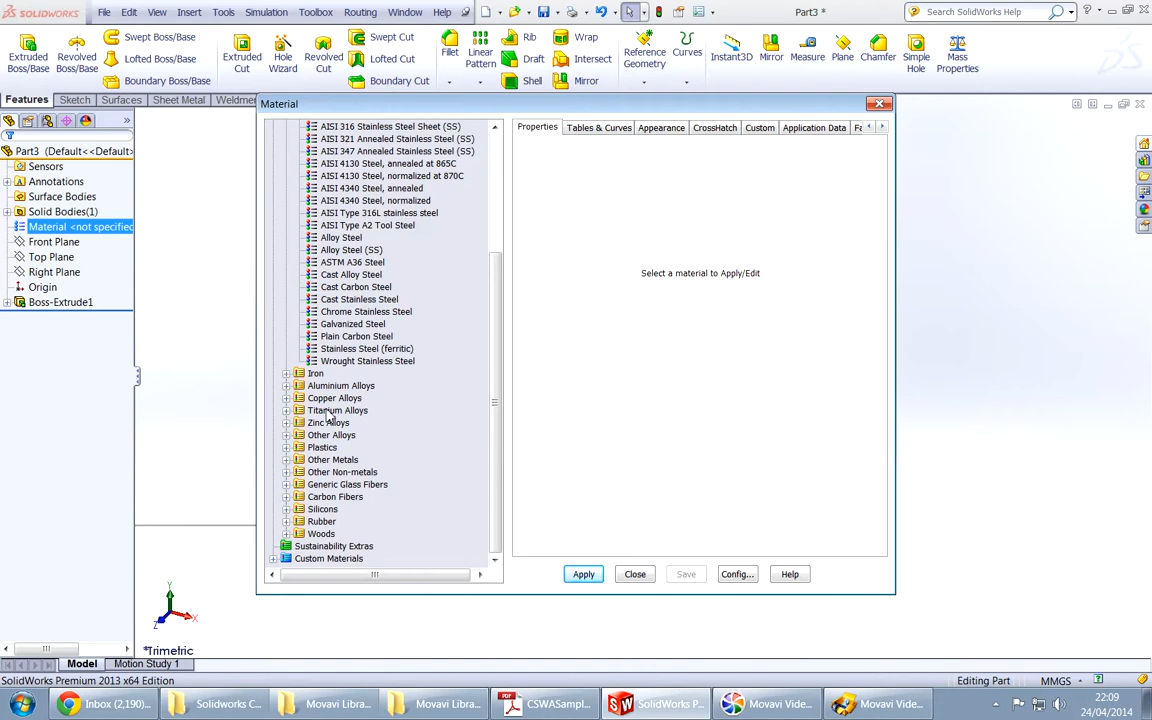 SOLIDWORKS File Edit View Insert Tools Simulation Toolbox Routing Window Help Part3 * Search SolidWorks Help
Extruded Boss/Base
Revolved Boss/Base
Swept Boss/Base
Lofted Boss/Base
Boundary Boss/Base
Extruded Cut
Hole Wizard
Revolved Cut
Swept Cut
Lofted Cut
Boundary Cut
Fillet
Linear Pattern
Rib
Draft
Shell
Wrap
Intersect
Mirror
Reference Geometry
Curves
Instant3D
Mirror
Measure
Plane
Chamfer
Simple Hole
Mass Properties
Features Sketch Surfaces Sheet Metal Weldmer
Part3 (Default<<Default>
Sensors
Annotations
Surface Bodies
Solid Bodies(1)
Material <not specified
Front Plane
Top Plane
Right Plane
Origin
Boss-Extrude1
Material
AISI 316 Stainless Steel Sheet (SS)
AISI 321 Annealed Stainless Steel (SS)
AISI 347 Annealed Stainless Steel (SS)
AISI 4130 Steel, annealed at 865C
AISI 4130 Steel, normalized at 870C
AISI 4340 Steel, annealed
AISI 4340 Steel, normalized
AISI Type 316L stainless steel
AISI Type A2 Tool Steel
Alloy Steel
Alloy Steel (SS)
ASTM A36 Steel
Cast Alloy Steel
Cast Carbon Steel
Cast Stainless Steel
Chrome Stainless Steel
Galvanized Steel
Plain Carbon Steel
Stainless Steel (ferritic)
Wrought Stainless Steel
Iron
Aluminium Alloys
Copper Alloys
Titanium Alloys
Zinc Alloys
Other Alloys
Plastics
Other Metals
Other Non-metals
Generic Glass Fibers
Carbon Fibers
Silicons
Rubber
Woods
Sustainability Extras
Custom Materials
Properties Tables & Curves Appearance CrossHatch Custom Application Data Fa
Select a material to Apply/Edit
Apply Close Save Config... Help
Y
X
Z
*Trimetric
Model Motion Study 1
SolidWorks Premium 2013 x64 Edition Editing Part MMGS
Inbox (2,190)... Solidworks C... Movavi Libra... Movavi Libra... CSWASampl... SolidWorks P... Movavi Vide... Movavi Vide...
22:09
24/04/2014